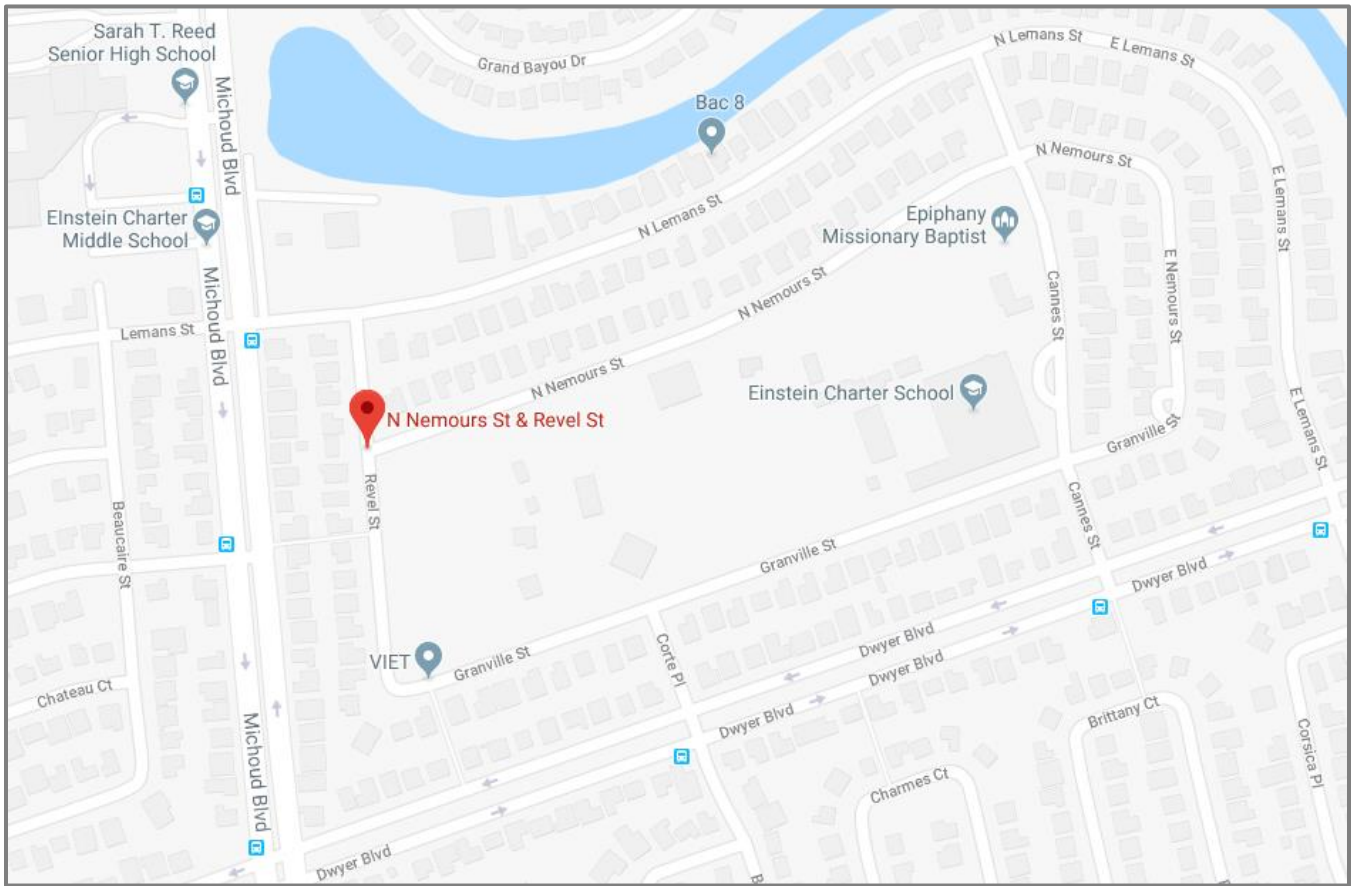 Sarah T. Reed
Senior High School
Michoud Blvd
Grand Bayou Dr
Bac 8
N Lemans St
E Lemans St
N Nemours St
EInstein Charter
Middle School
N Lemans St
Epiphany
Missionary Baptist
E Lemans St
Michoud Blvd
Lemans St
N Nemours St
Cannes St
E Nemours St
N Nemours St
Einstein Charter School
N Nemours St & Revel St
Granville St
E Lemans St
Beaucaire St
Revel St
Cannes St
Granville St
Dwyer Blvd
VIET
Granville St
Corte Pl
Dwyer Blvd
Dwyer Blvd
Chateau Ct
Michoud Blvd
Dwyer Blvd
Brittany Ct
Corsica Pl
Charmes Ct
Dwyer Blvd
B